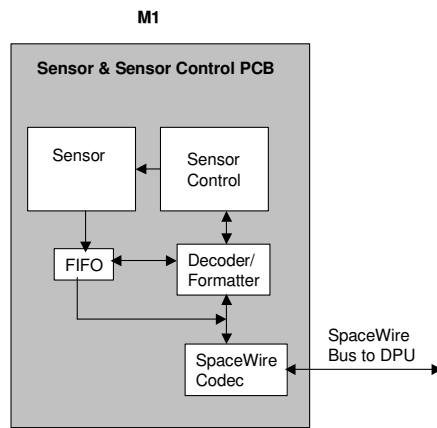 M1
Sensor & Sensor Control PCB
Sensor
Sensor
Control
FIFO
Decoder/
Formatter
SpaceWire
Codec
SpaceWire
Bus to DPU